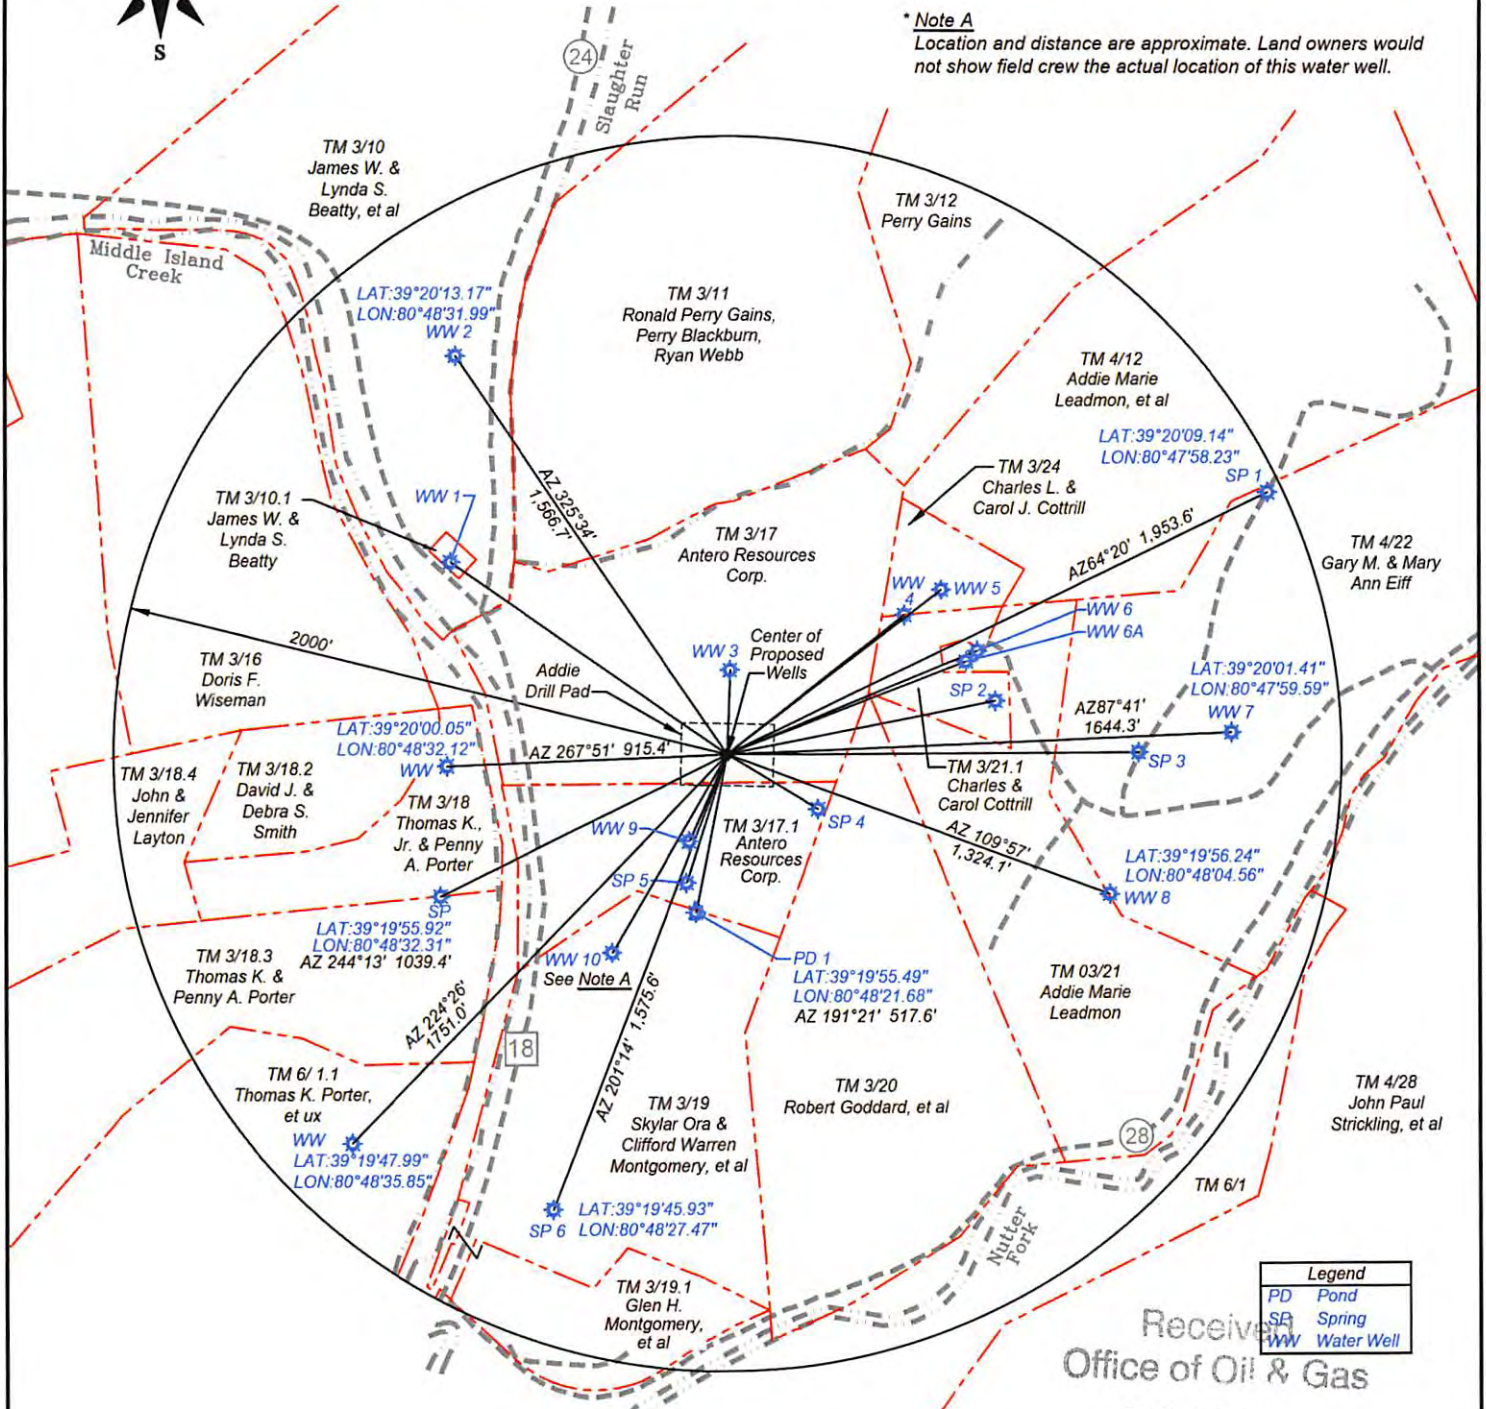 S
* Note A
Location and distance are approximate. Land owners would
not show field crew the actual location of this water well.
24
Slaughter
Run
TM 3/10
James W. &
Lynda S.
Beatty, et al
TM 3/12
Perry Gains
Middle Island
Creek
LAT:39°20'13.17"
LON:80°48'31.99"
WW 2
TM 3/11
Ronald Perry Gains,
Perry Blackburn,
Ryan Webb
TM 4/12
Addie Marie
Leadmon, et al
LAT:39°20'09.14"
LON:80°47'58.23"
SP 1
TM 3/24
Charles L. &
Carol J. Cottrill
AZ 325°34'
1,566.7'
TM 3/10.1
James W. &
Lynda S.
Beatty
WW 1
TM 3/17
Antero Resources
Corp.
AZ64°20' 1,953.6'
TM 4/22
Gary M. & Mary
Ann Eiff
WW
4
WW 5
WW 6
WW 6A
2000'
WW 3
Center of
Proposed
Wells
TM 3/16
Doris F.
Wiseman
Addie
Drill Pad
SP 2
LAT:39°20'01.41"
LON:80°47'59.59"
WW 7
AZ87°41'
1644.3'
LAT:39°20'00.05"
LON:80°48'32.12"
WW
AZ 267°51' 915.4'
SP 3
TM 3/18.4
John &
Jennifer
Layton
TM 3/18.2
David J. &
Debra S.
Smith
TM 3/18
Thomas K.,
Jr. & Penny
A. Porter
TM 3/21.1
Charles &
Carol Cottrill
WW 9
TM 3/17.1
Antero
Resources
Corp.
SP 4
AZ 109°57'
1,324.1'
LAT:39°19'56.24"
LON:80°48'04.56"
WW 8
SP 5
SP
LAT:39°19'55.92"
LON:80°48'32.31"
AZ 244°13' 1039.4'
TM 3/18.3
Thomas K. &
Penny A. Porter
WW 10
See Note A
PD 1
LAT:39°19'55.49"
LON:80°48'21.68"
AZ 191°21' 517.6'
TM 03/21
Addie Marie
Leadmon
AZ 224°26'
1751.0'
AZ 201°14' 1,575.6'
18
TM 6/ 1.1
Thomas K. Porter,
et ux
WW
LAT:39°19'47.99"
LON:80°48'35.85"
TM 3/19
Skylar Ora &
Clifford Warren
Montgomery, et al
TM 3/20
Robert Goddard, et al
TM 4/28
John Paul
Strickling, et al
28
TM 6/1
SP 6
LAT:39°19'45.93"
LON:80°48'27.47"
Nutter
Fork
TM 3/19.1
Glen H.
Montgomery,
et al
Legend
PD Pond
SP Spring
WW Water Well
Received
Office of Oil & Gas